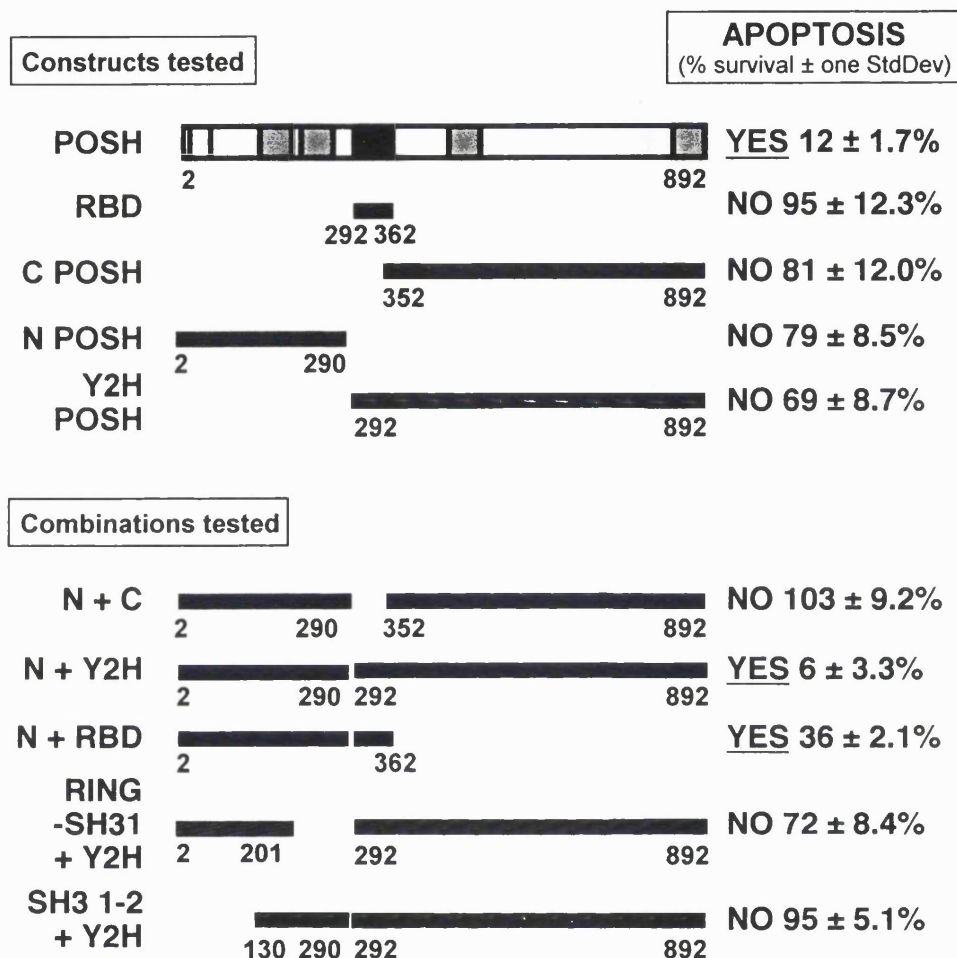 APOPTOSIS
(% survival ± one StdDev)
Constructs tested
POSH
YES 12 ± 1.7%
2 892
RBD
NO 95 ± 12.3%
292 362
C POSH
NO 81 ± 12.0%
352 892
N POSH
NO 79 ± 8.5%
2 290
Y2H
POSH
NO 69 ± 8.7%
292 892
Combinations tested
N + C
NO 103 ± 9.2%
2 290 352 892
N + Y2H
YES 6 ± 3.3%
2 290 292 892
N + RBD
YES 36 ± 2.1%
2 362
RING
-SH31
+ Y2H
NO 72 ± 8.4%
2 201 292 892
SH3 1-2
+ Y2H
NO 95 ± 5.1%
130 290 292 892